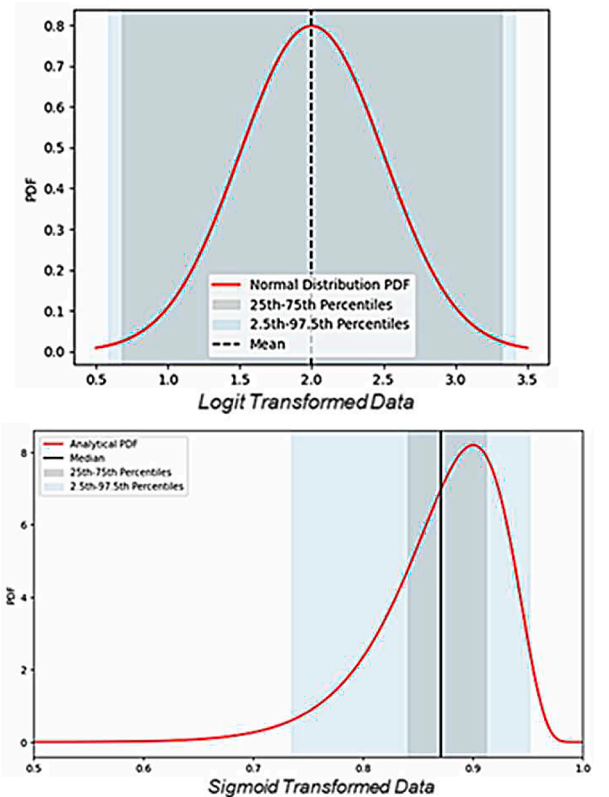 0.8
0.7
0.6
0.5
0.4
0.3
0.2
0.1
0.0
PDF
Normal Distribution PDF
25th-75th Percentiles
2.5th-97.5th Percentiles
Mean
0.5 1.0 1.5 2.0 2.5 3.0 3.5
Logit Transformed Data
Analytical PDF
Median
25th-75th Percentiles
2.5th-97.5th Percentiles
8
6
4
2
0
PDF
0.5 0.6 0.7 0.8 0.9 1.0
Sigmoid Transformed Data